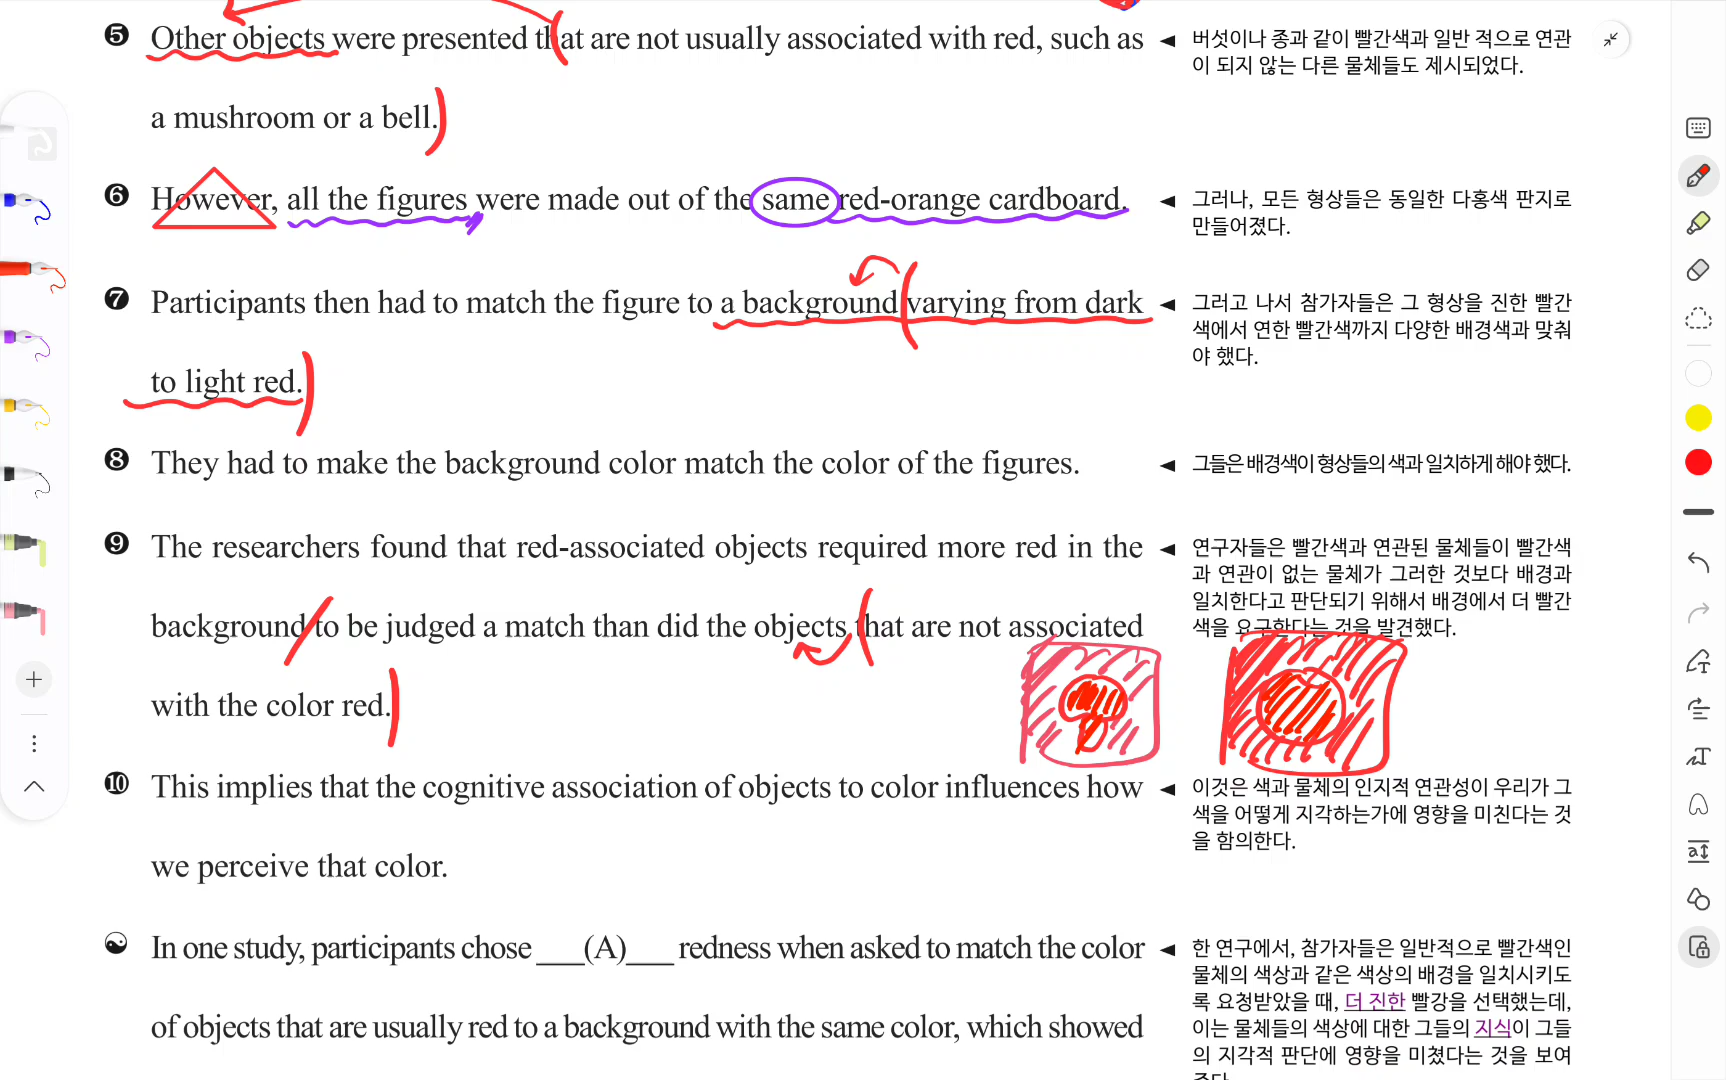 ❺ Other objects were presented that are not usually associated with red, such as
a mushroom or a bell.
◄ 버섯이나 종과 같이 빨간색과 일반 적으로 연관
이 되지 않는 다른 물체들도 제시되었다.
❻ However, all the figures were made out of the same red-orange cardboard.
◄ 그러나, 모든 형상들은 동일한 다홍색 판지로
만들어졌다.
❼ Participants then had to match the figure to a background varying from dark
to light red.
◄ 그러고 나서 참가자들은 그 형상을 진한 빨간
색에서 연한 빨간색까지 다양한 배경색과 맞춰
야 했다.
❽ They had to make the background color match the color of the figures.
◄ 그들은 배경색이 형상들의 색과 일치하게 해야 했다.
❾ The researchers found that red-associated objects required more red in the
background to be judged a match than did the objects that are not associated
with the color red.
◄ 연구자들은 빨간색과 연관된 물체들이 빨간색
과 연관이 없는 물체가 그러한 것보다 배경과
일치한다고 판단되기 위해서 배경에서 더 빨간
색을 요구한다는 것을 발견했다.
❿ This implies that the cognitive association of objects to color influences how
we perceive that color.
◄ 이것은 색과 물체의 인지적 연관성이 우리가 그
색을 어떻게 지각하는가에 영향을 미친다는 것
을 함의한다.
☯ In one study, participants chose ___(A)___ redness when asked to match the color
of objects that are usually red to a background with the same color, which showed
◄ 한 연구에서, 참가자들은 일반적으로 빨간색인
물체의 색상과 같은 색상의 배경을 일치시키도
록 요청받았을 때, 더 진한 빨강을 선택했는데,
이는 물체들의 색상에 대한 그들의 지식이 그들
의 지각적 판단에 영향을 미쳤다는 것을 보여